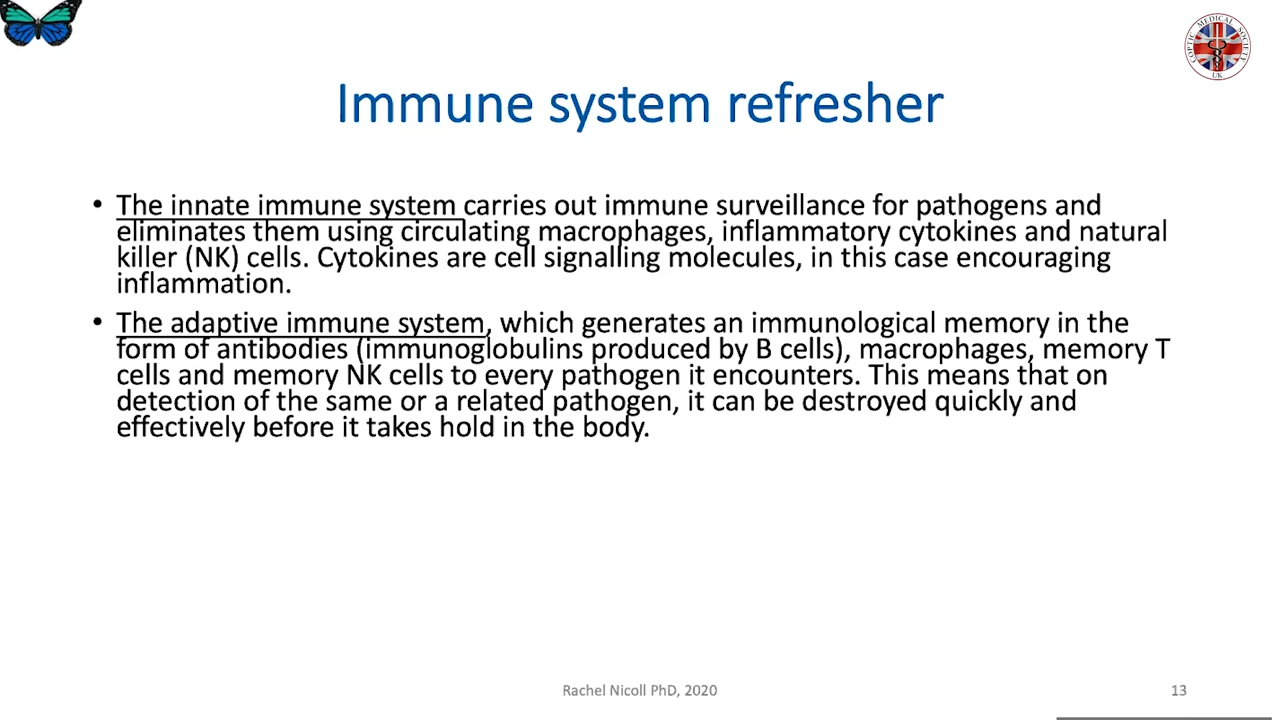 COPTIC MEDICAL SOCIETY
UK
Immune system refresher
• The innate immune system carries out immune surveillance for pathogens and
eliminates them using circulating macrophages, inflammatory cytokines and natural
killer (NK) cells. Cytokines are cell signalling molecules, in this case encouraging
inflammation.
• The adaptive immune system, which generates an immunological memory in the
form of antibodies (immunoglobulins produced by B cells), macrophages, memory T
cells and memory NK cells to every pathogen it encounters. This means that on
detection of the same or a related pathogen, it can be destroyed quickly and
effectively before it takes hold in the body.
Rachel Nicoll PhD, 2020
13